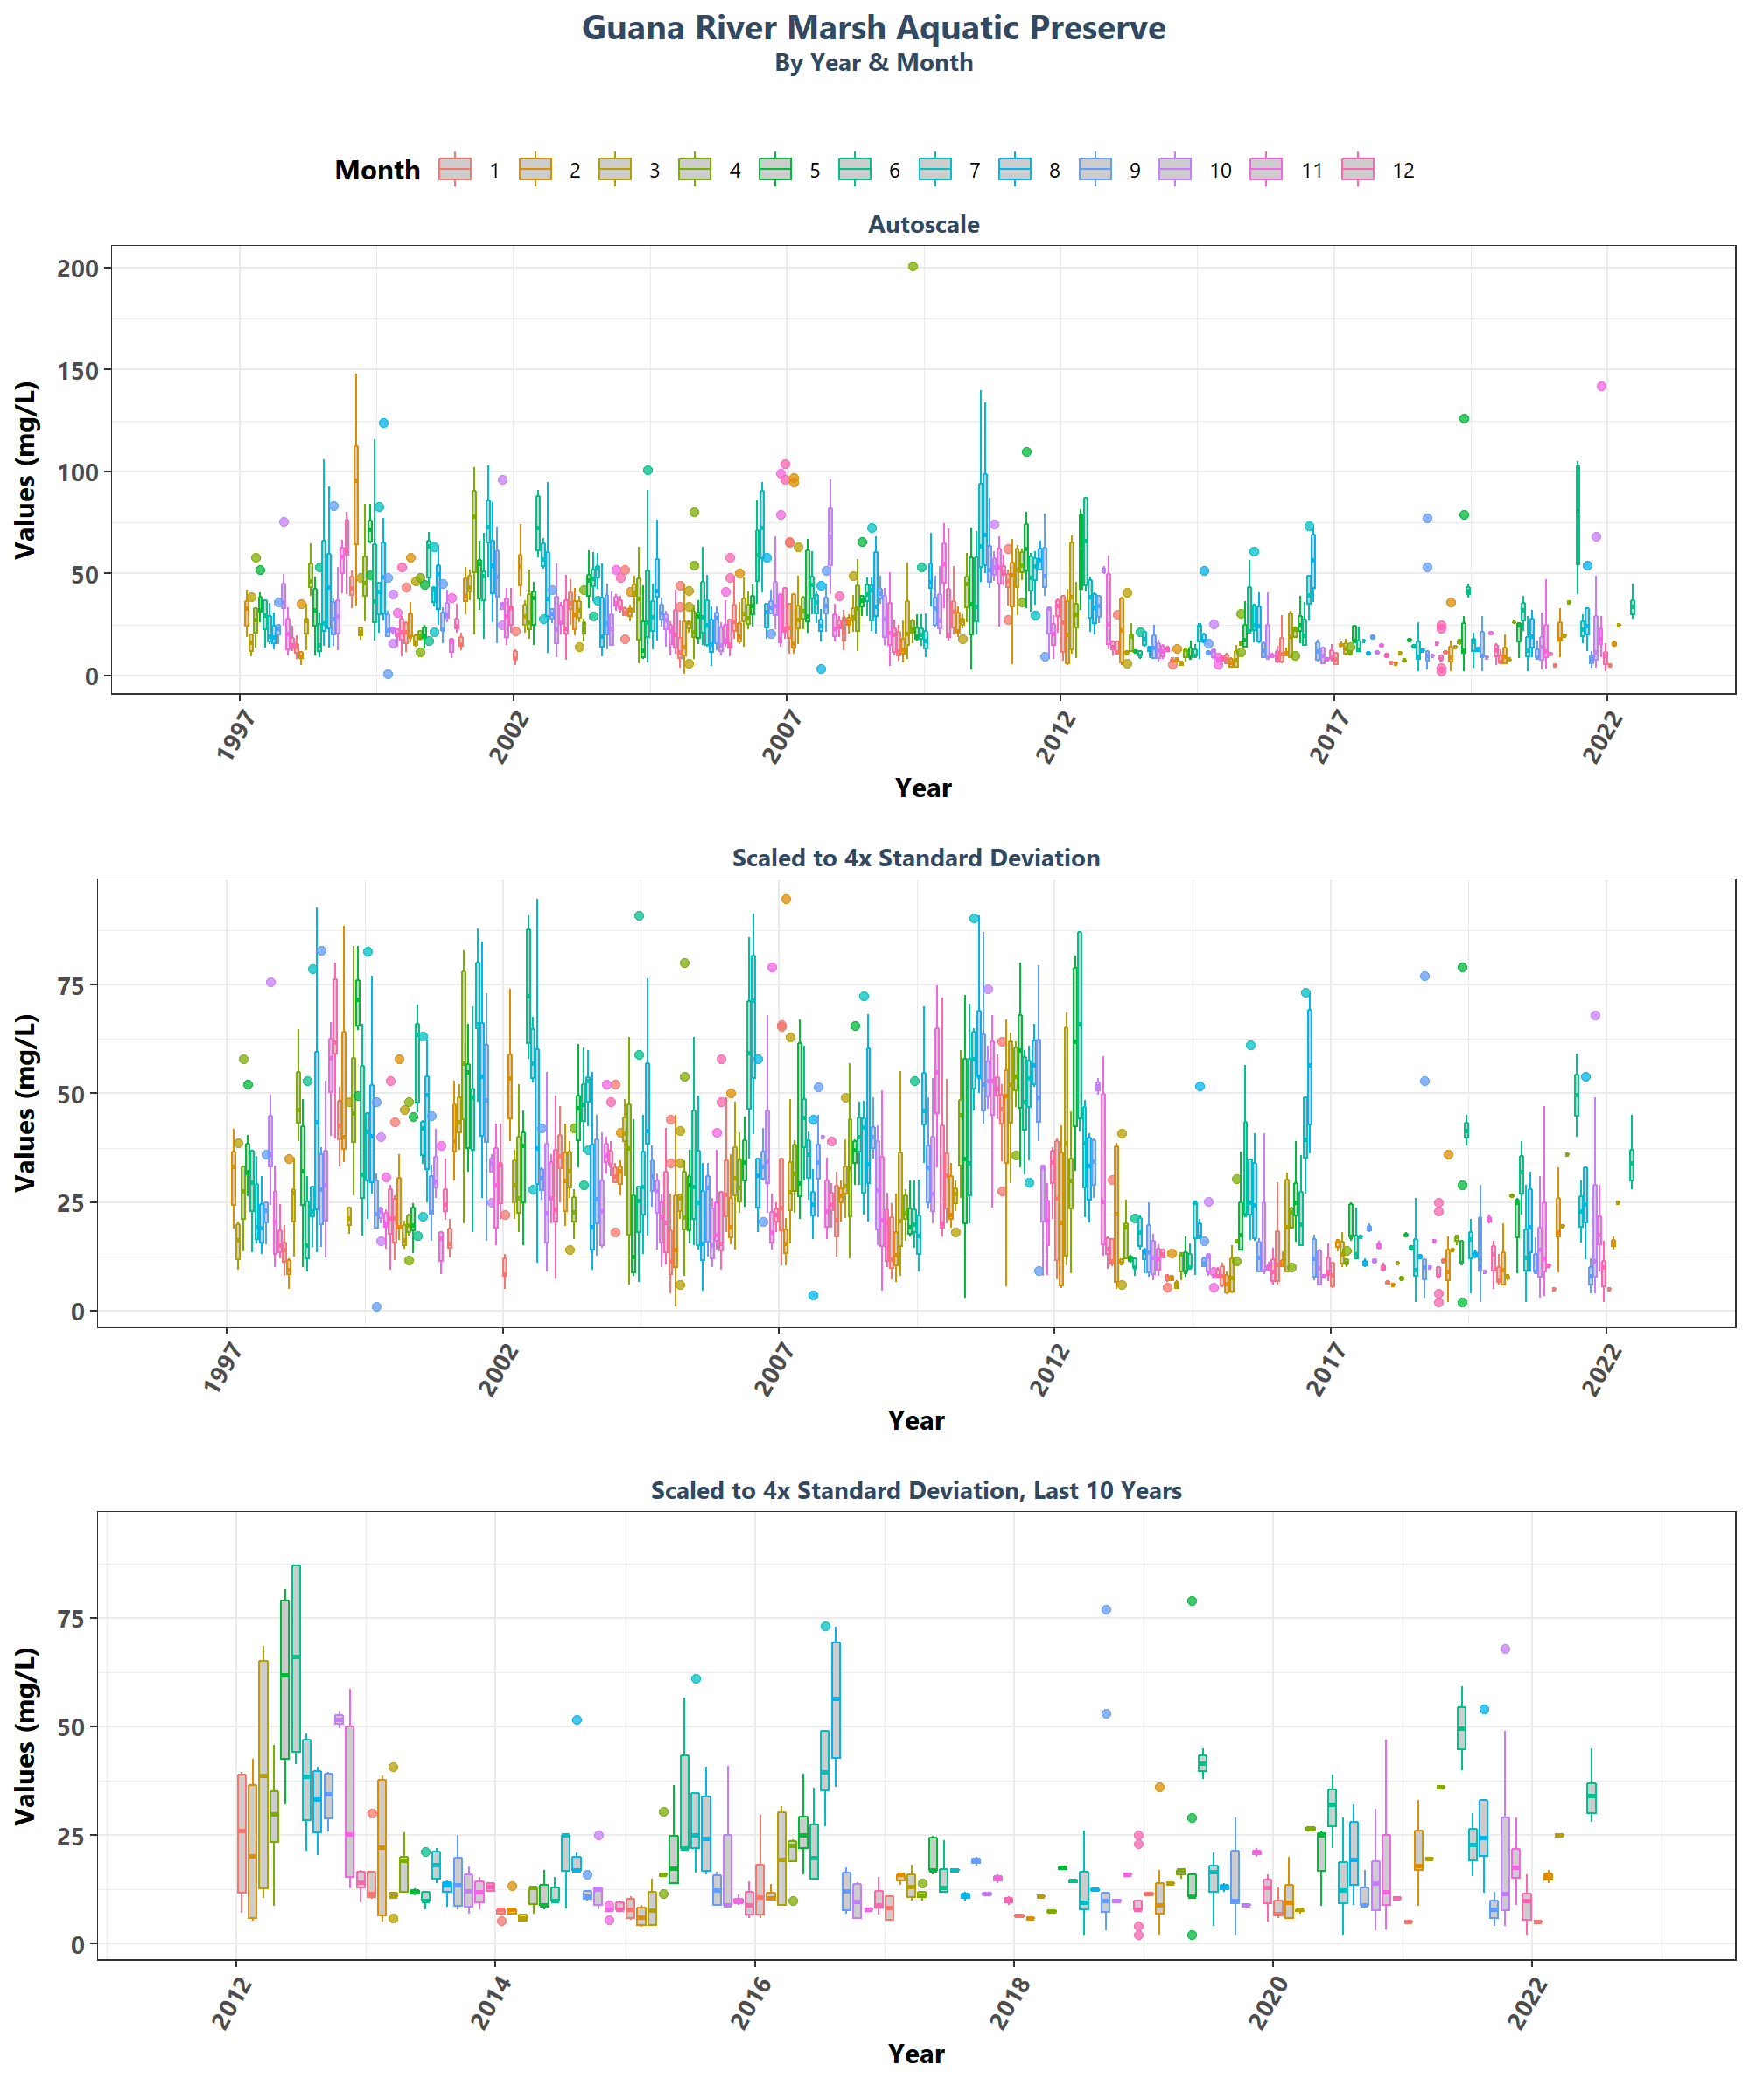 Guana River Marsh Aquatic Preserve
By Year & Month
Month 1 2 3 4 5 6 7 8 9 10 11 12
Autoscale
Values (mg/L)
200
150
100
50
0
1997 2002 2007 2012 2017 2022
Year
Scaled to 4x Standard Deviation
Values (mg/L)
75
50
25
0
1997 2002 2007 2012 2017 2022
Year
Scaled to 4x Standard Deviation, Last 10 Years
Values (mg/L)
75
50
25
0
2012 2014 2016 2018 2020 2022
Year